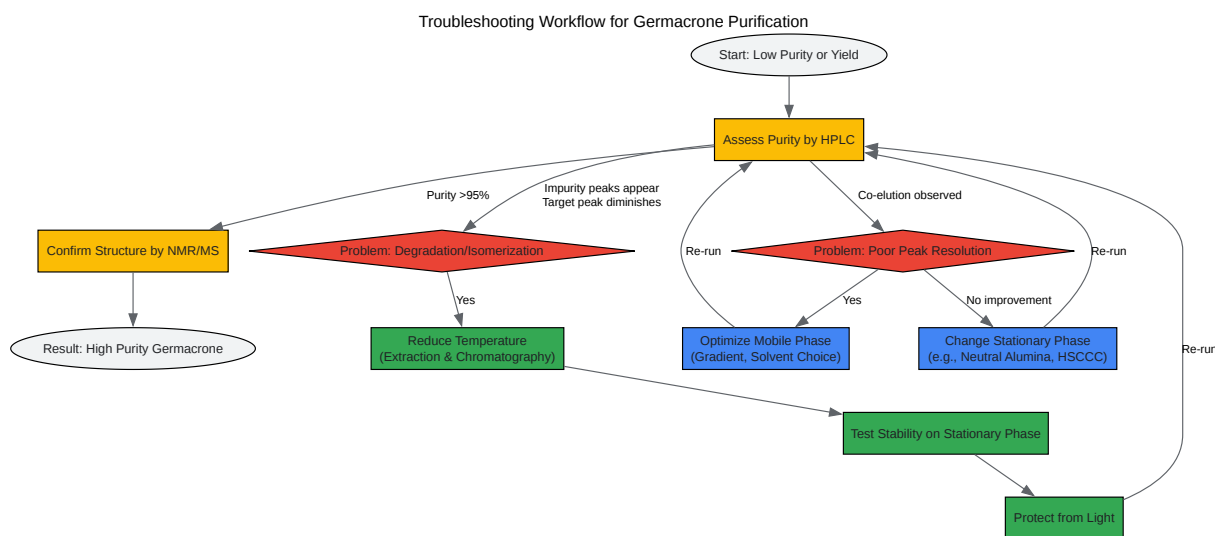 Troubleshooting Workflow for Germacrone Purification
Start: Low Purity or Yield
Assess Purity by HPLC
Purity >95%
Impurity peaks appear
Target peak diminishes
Co-elution observed
Confirm Structure by NMR/MS
Problem: Degradation/Isomerization
Re-run
Problem: Poor Peak Resolution
Re-run
Yes
Yes
No improvement
Result: High Purity Germacrone
Reduce Temperature
(Extraction & Chromatography)
Optimize Mobile Phase
(Gradient, Solvent Choice)
Change Stationary Phase
(e.g., Neutral Alumina, HSCCC)
Re-run
Test Stability on Stationary Phase
Protect from Light